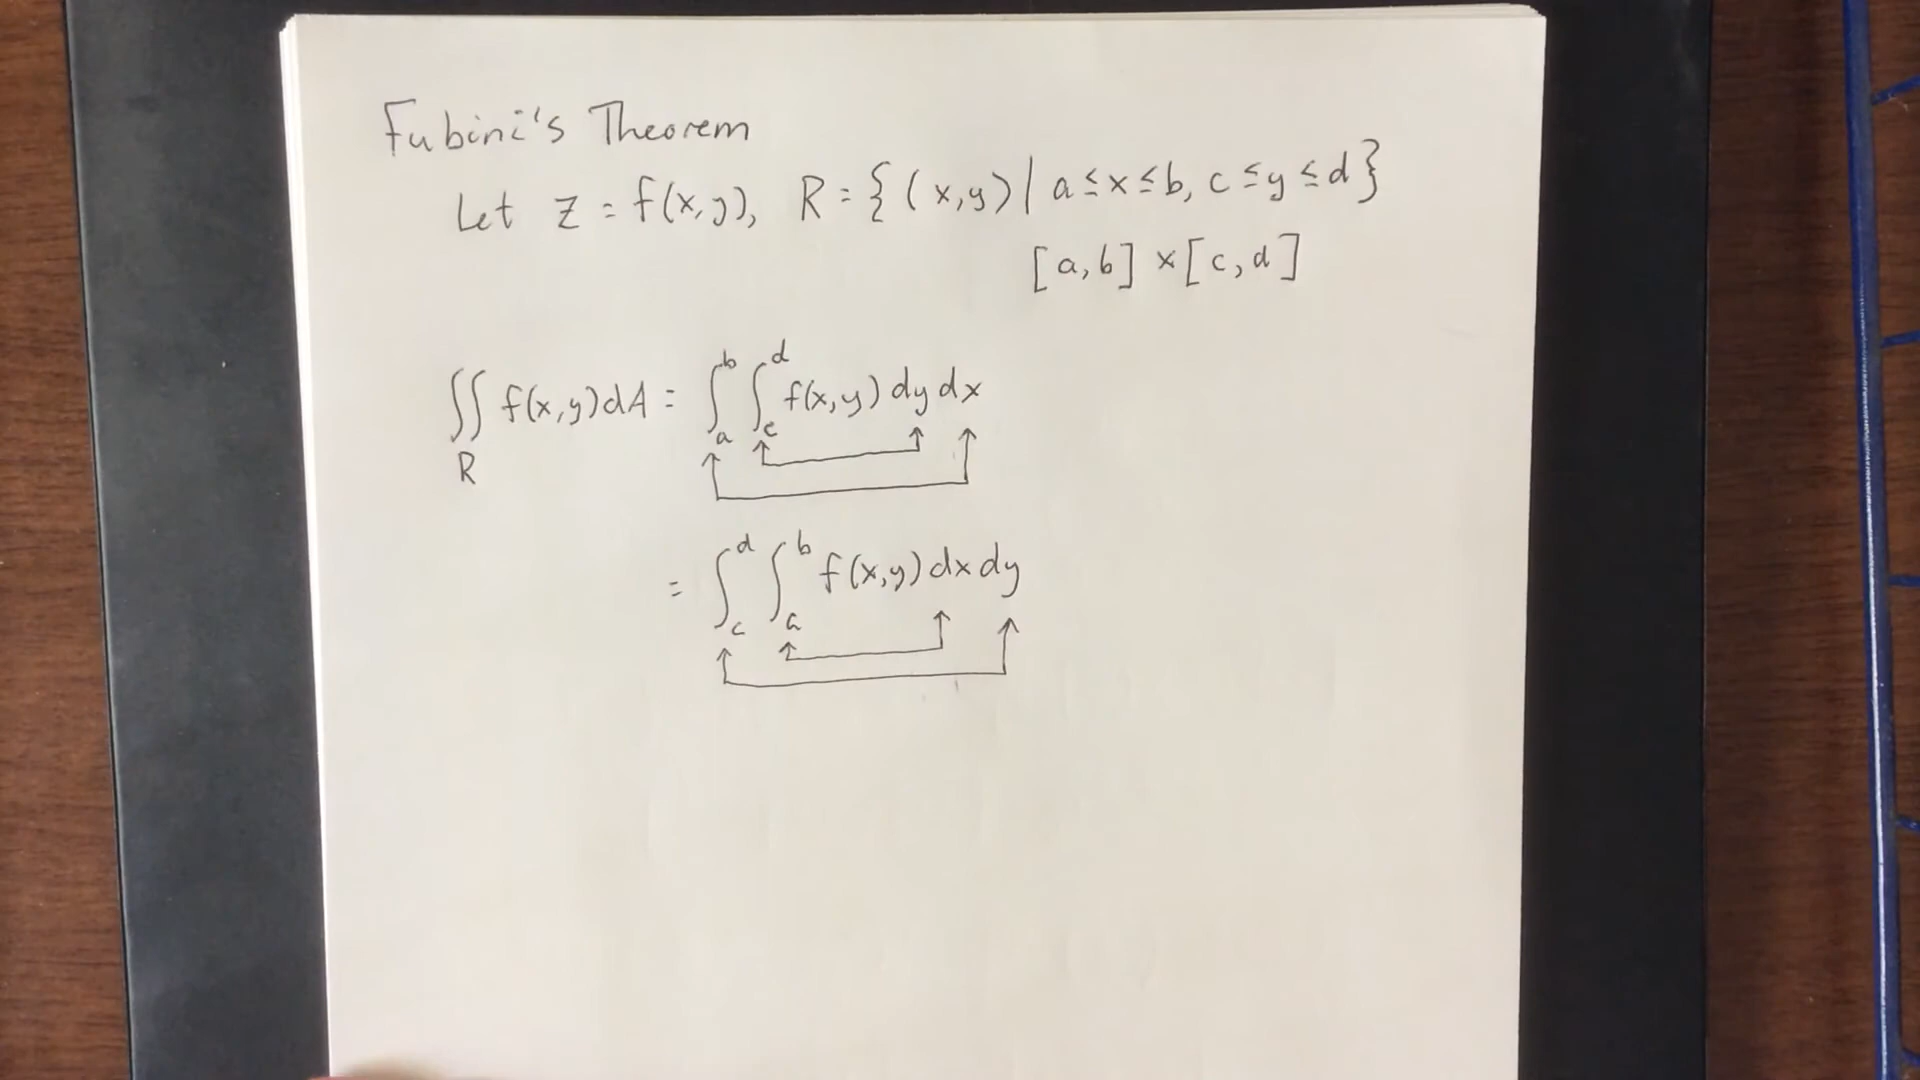 Fubini's Theorem
Let z = f(x,y), R = {(x,y) | a ≤ x ≤ b, c ≤ y ≤ d}
[a,b] × [c,d]
∬_R f(x,y) dA = ∫_a^b ∫_c^d f(x,y) dy dx
= ∫_c^d ∫_a^b f(x,y) dx dy